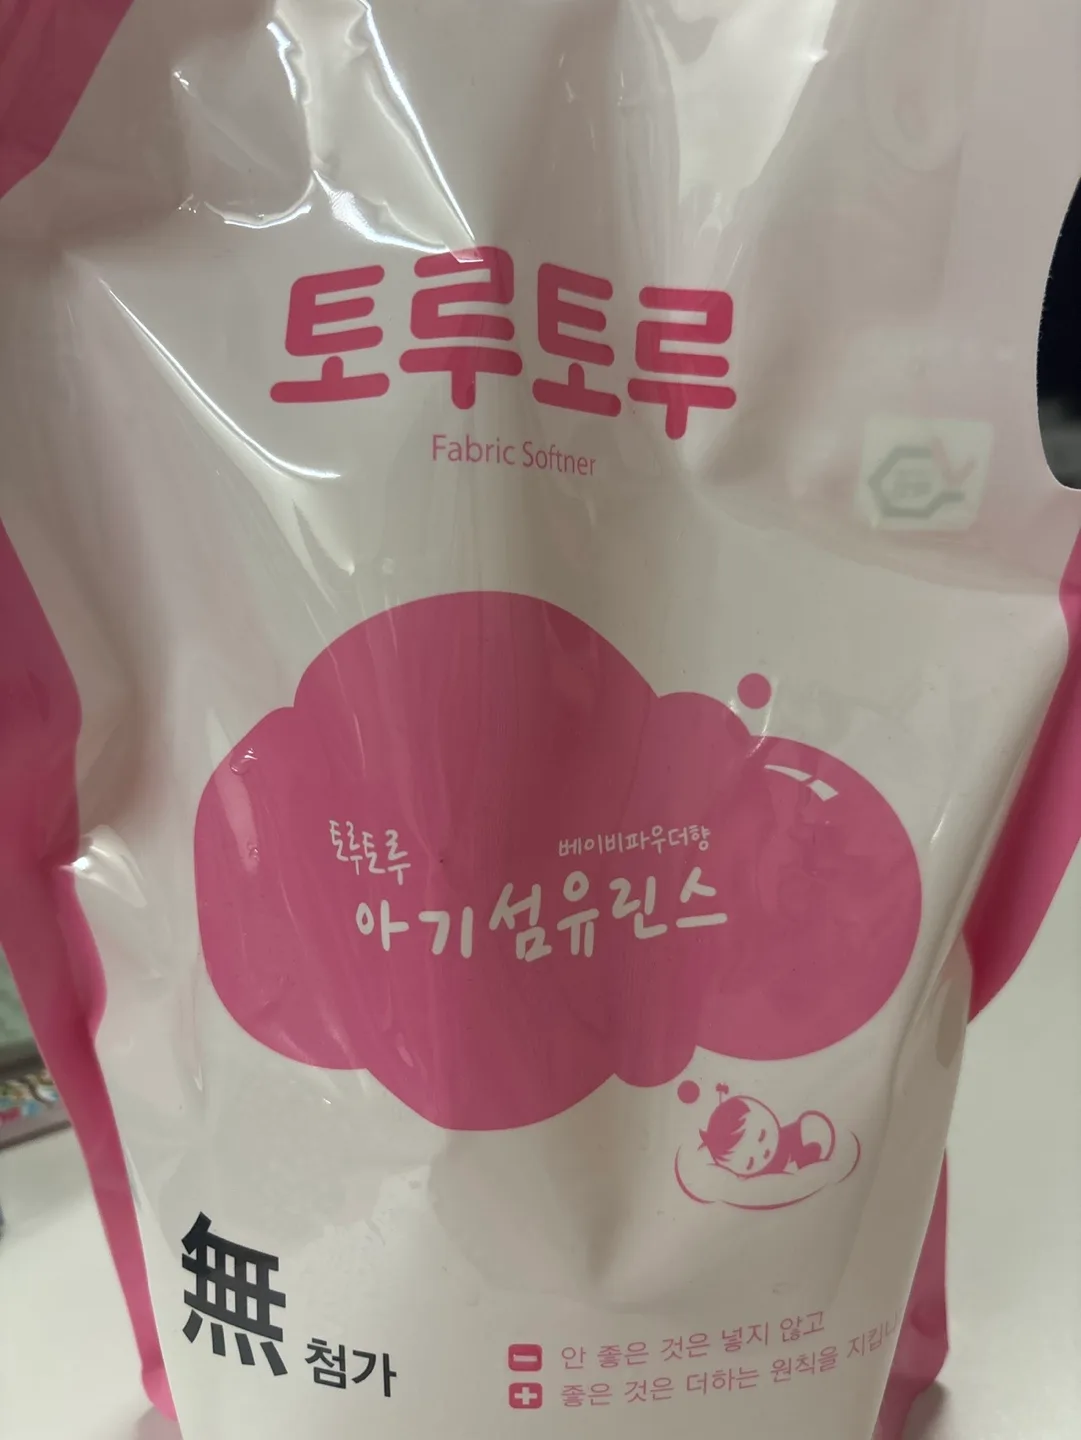 토루토루
Fabric Softner
토루토루
베이비파우더향
아기섬유린스
無 첨가
안 좋은 것은 넣지 않고
좋은 것은 더하는 원칙을